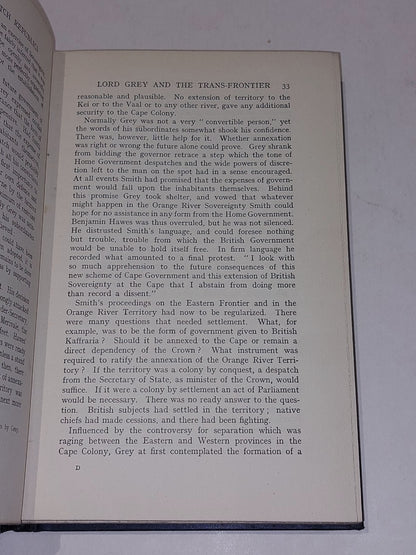 TCH REPUBLICS
LORD GREY AND THE TRANS-FRONTIER 33
reasonable and plausible. No extension of territory to the
Kei or to the Vaal or to any other river, gave any additional
security to the Cape Colony.
Normally Grey was not a very “ convertible person,” yet
the words of his subordinates somewhat shook his confidence.
There was, however, little help for it. Whether annexation
was right or wrong the future alone could prove. Grey shrank
from bidding the governor retrace a step which the tone of
Home Government despatches and the wide powers of discre-
tion left to the man on the spot had in a sense encouraged.
At all events Smith had promised that the expenses of govern-
ment would fall upon the inhabitants themselves. Behind
this promise Grey took shelter, and vowed that whatever
might happen in the Orange River Sovereignty Smith could
hope for no assistance in any form from the Home Government.
Benjamin Hawes was thus overruled, but he was not silenced.
He distrusted Smith's language, and could foresee nothing
but trouble, trouble from which the British Government
would be unable to hold itself free. In firm language he
recorded what amounted to a final protest. “ I look with
so much apprehension to the future consequences of this
new scheme of Cape Government and this extension of British
Sovereignty at the Cape that I abstain from doing more
than record a dissent.”
Smith's proceedings on the Eastern Frontier and in the
Orange River Territory had now to be regularized. There
were many questions that needed settlement. What, for
example, was to be the form of government given to British
Kaffraria ? Should it be annexed to the Cape or remain a
direct dependency of the Crown ? What instrument was
required to ratify the annexation of the Orange River Terri-
tory ? If the territory was a colony by conquest, a despatch
from the Secretary of State, as minister of the Crown, would
suffice. If it were a colony by settlement an act of Parliament
would be necessary. There was no ready answer to the ques-
tion. British subjects had settled in the territory ; native
chiefs had made cessions, and there had been fighting.
Influenced by the controversy for separation which was
raging between the Eastern and Western provinces in the
Cape Colony, Grey at first contemplated the formation of a
D